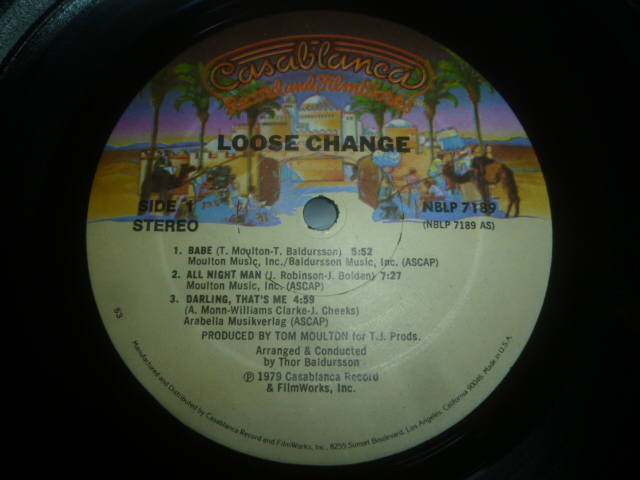 Casablanca
Record and FilmWorks
LOOSE CHANGE
SIDE 1
STEREO
NBLP 7189
(NBLP 7189 AS)
1. BABE (T. Moulton-T. Baldursson) 5:52
Moulton Music, Inc./Baldursson Music, Inc. (ASCAP)
2. ALL NIGHT MAN (J. Robinson-J. Bolden) 7:27
Moulton Music, Inc. (ASCAP)
3. DARLING, THAT'S ME 4:59
(A. Monn-Williams Clarke-J. Cheeks)
Arabella Musikverlag (ASCAP)
53
PRODUCED BY TOM MOULTON for T.J. Prods.
Arranged & Conducted
by Thor Baldursson
℗ 1979 Casablanca Record
& FilmWorks, Inc.
Manufactured and Distributed by Casablanca Record and FilmWorks, Inc., 8255 Sunset Boulevard, Los Angeles, California 90046. Made in U.S.A.